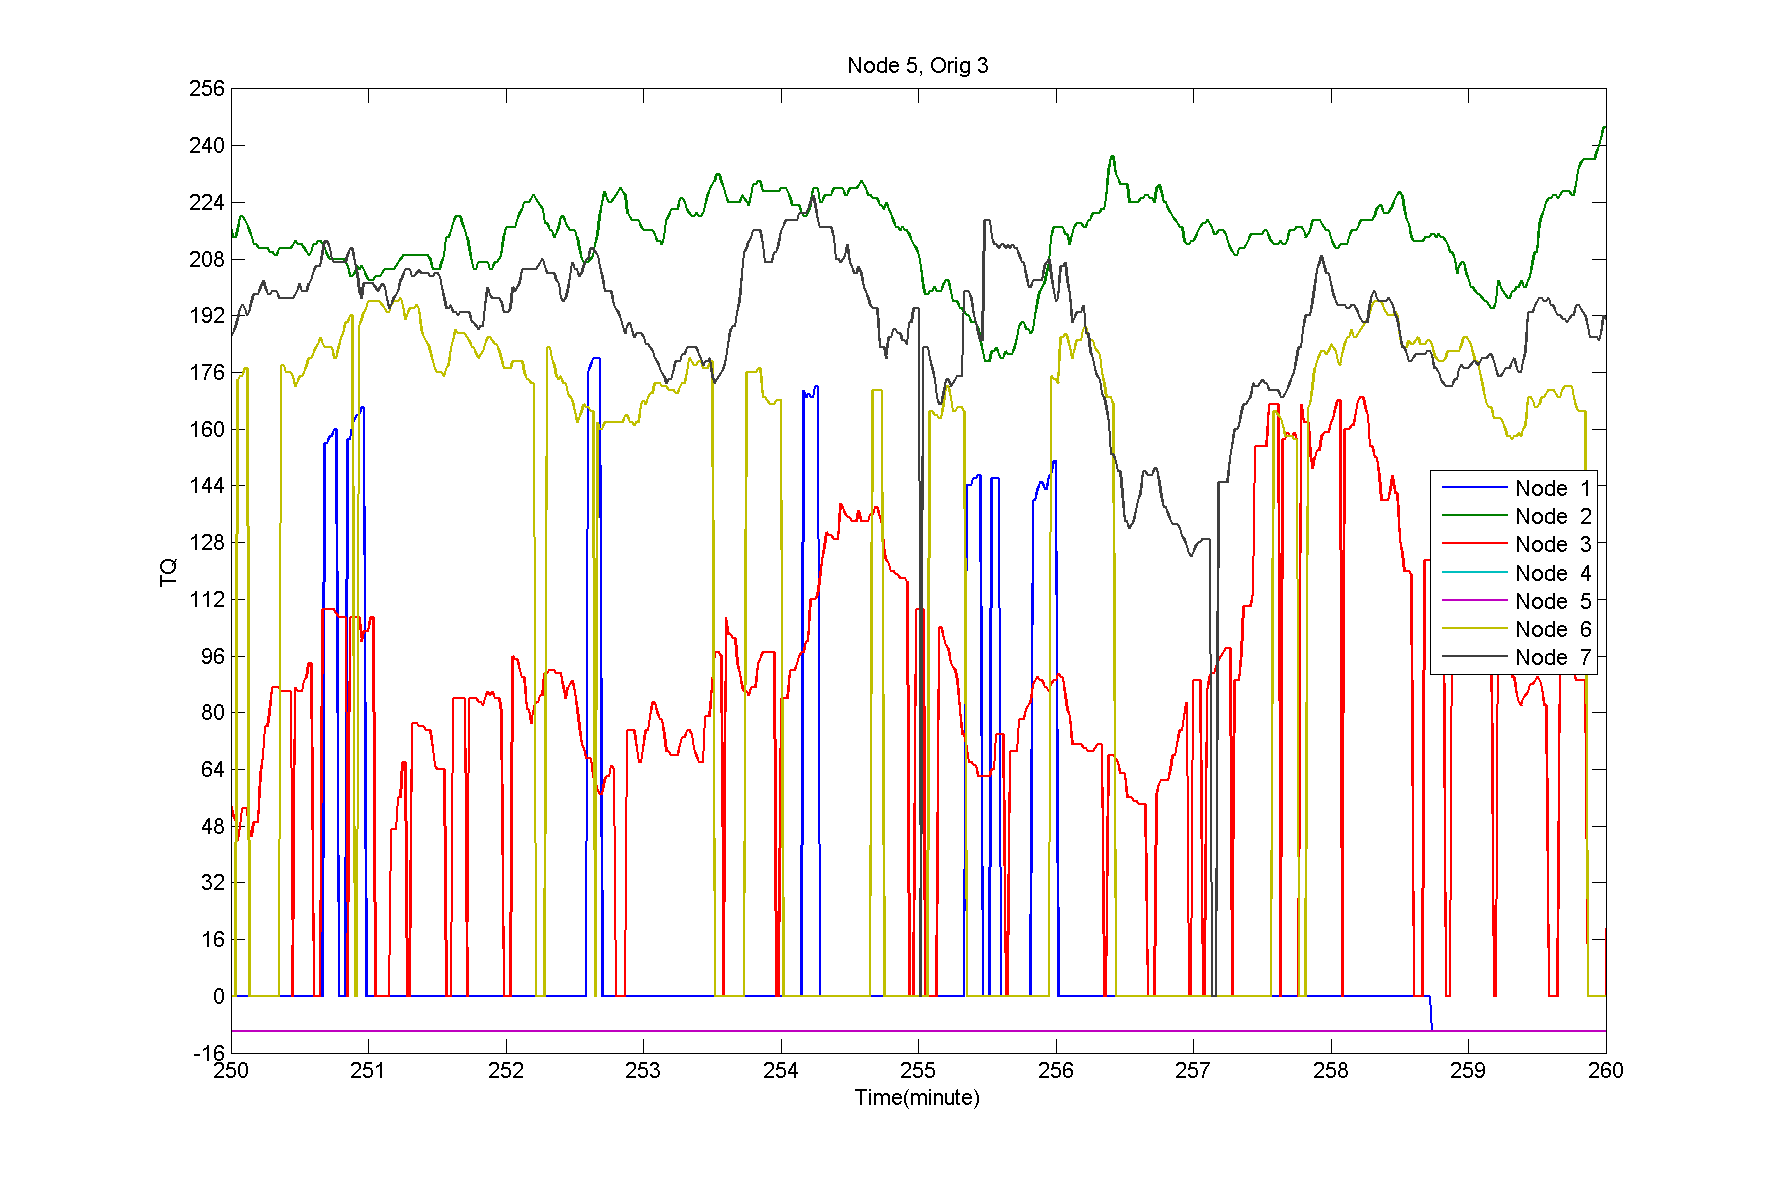 Node 5, Orig 3
256
240
224
208
192
176
160
144
128
112
96
80
64
48
32
16
0
-16
TQ
Node 1
Node 2
Node 3
Node 4
Node 5
Node 6
Node 7
250 251 252 253 254 255 256 257 258 259 260
Time(minute)